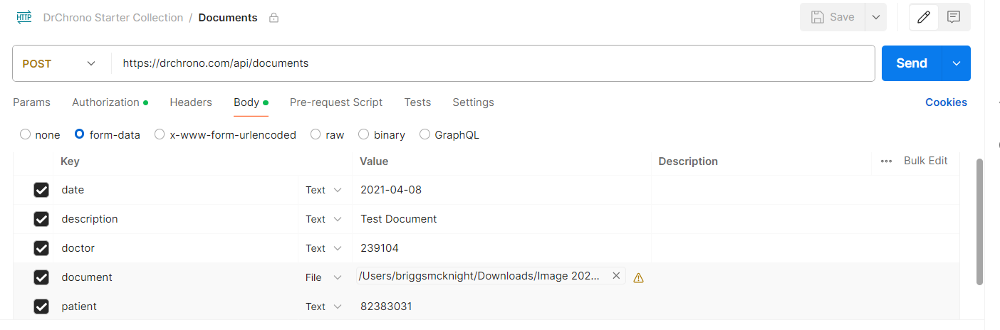 HTTP DrChrono Starter Collection / Documents Save
POST https://drchrono.com/api/documents Send
Params Authorization Headers Body Pre-request Script Tests Settings Cookies
none form-data x-www-form-urlencoded raw binary GraphQL
Key Value Description Bulk Edit
date Text 2021-04-08
description Text Test Document
doctor Text 239104
document File /Users/briggsmcknight/Downloads/Image 202...
patient Text 82383031